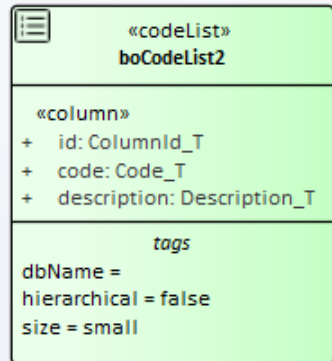 «codeList»
boCodeList2
«column»
+ id: ColumnId_T
+ code: Code_T
+ description: Description_T
tags
dbName =
hierarchical = false
size = small